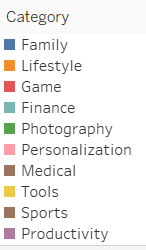 Category
Family
Lifestyle
Game
Finance
Photography
Personalization
Medical
Tools
Sports
Productivity